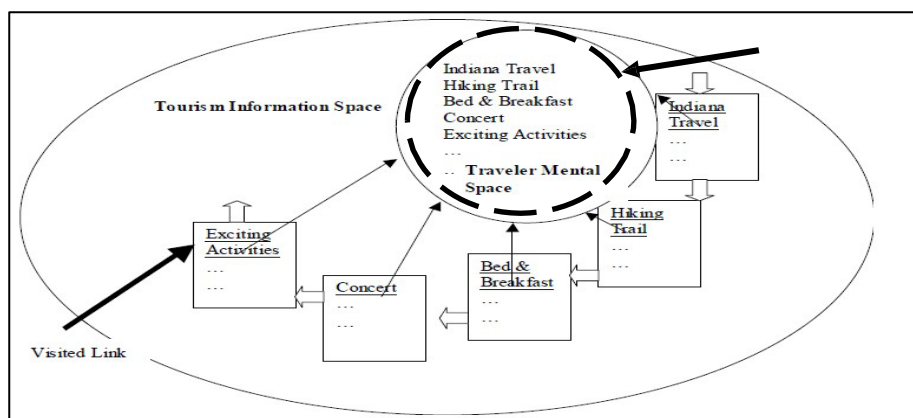 Indiana Travel
Hiking Trail
Bed & Breakfast
Concert
Exciting Activities
...
.. Traveler Mental
Space
Tourism Information Space
Indiana
Travel
...
...
Hiking
Trail
...
...
Bed &
Breakfast
...
...
Concert
...
...
Exciting
Activities
...
...
Visited Link